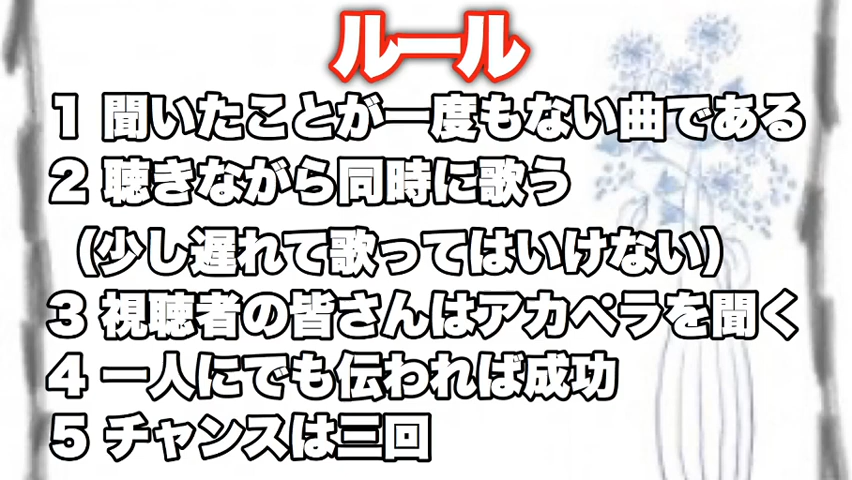 ルール
1 聞いたことが一度もない曲である
2 聴きながら同時に歌う
（少し遅れて歌ってはいけない）
3 視聴者の皆さんはアカペラを聞く
4 一人にでも伝われば成功
5 チャンスは三回